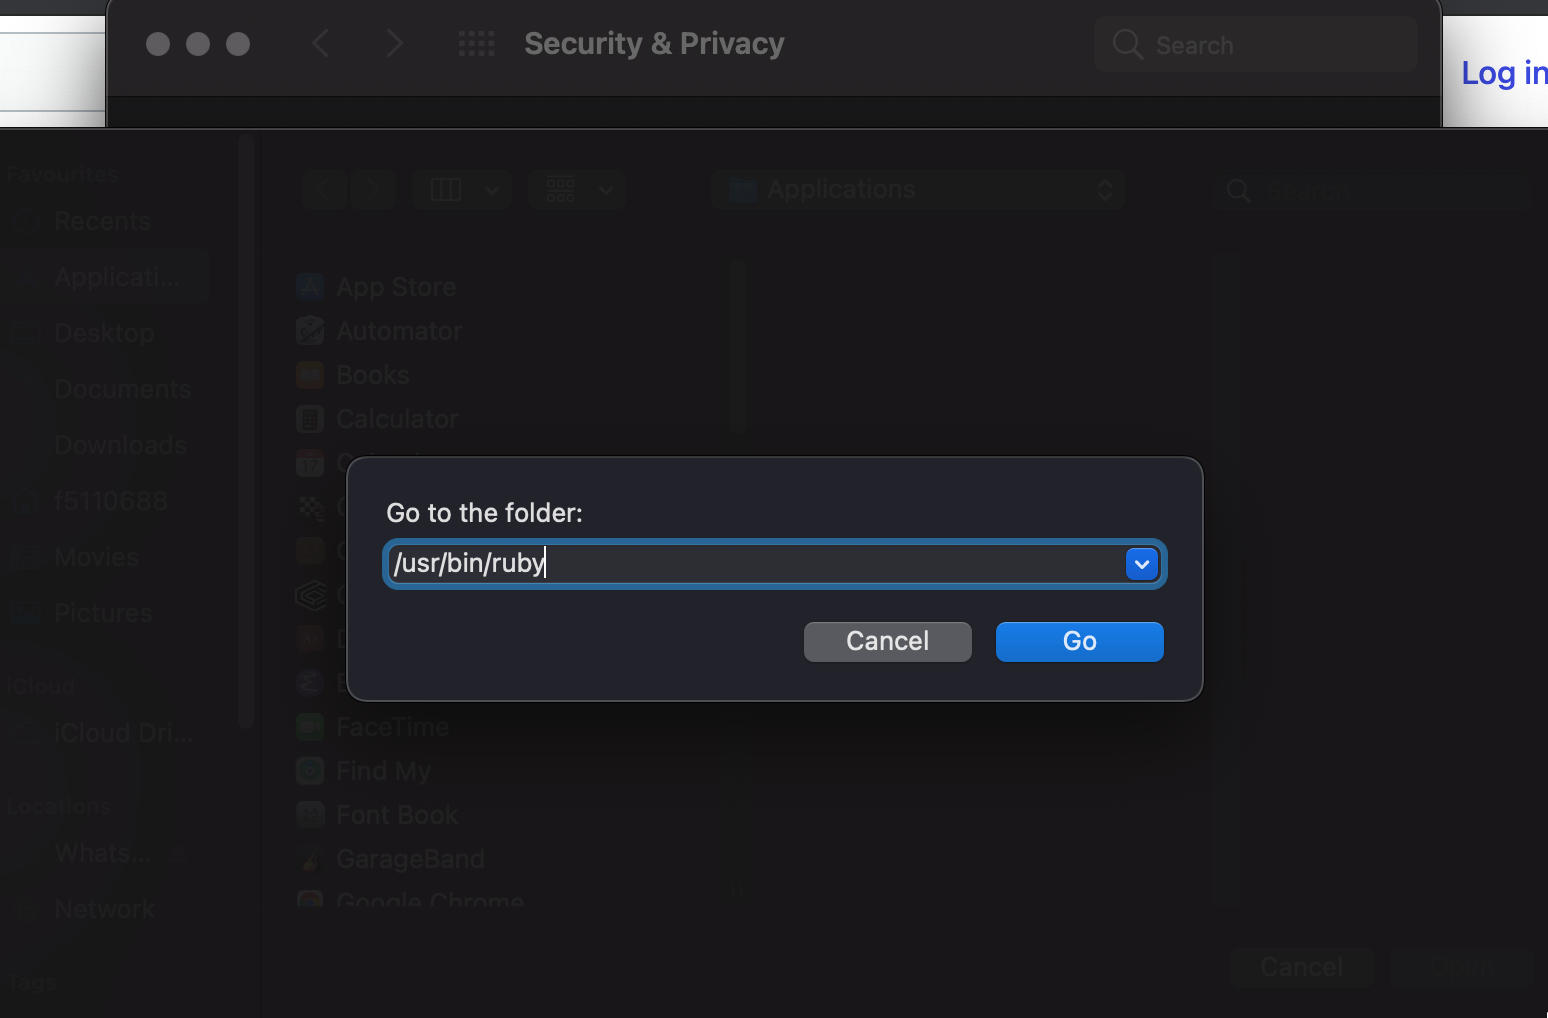 Security & Privacy
Search
Log in
Favourites
Recents
Applicati...
Desktop
Documents
Downloads
f5110688
Movies
Pictures
iCloud
iCloud Dri...
Locations
Whats...
Network
Tags
Applications
Search
App Store
Automator
Books
Calculator
17
FaceTime
Find My
Font Book
GarageBand
Google Chrome
Go to the folder:
/usr/bin/ruby
Cancel
Go
Cancel
Open